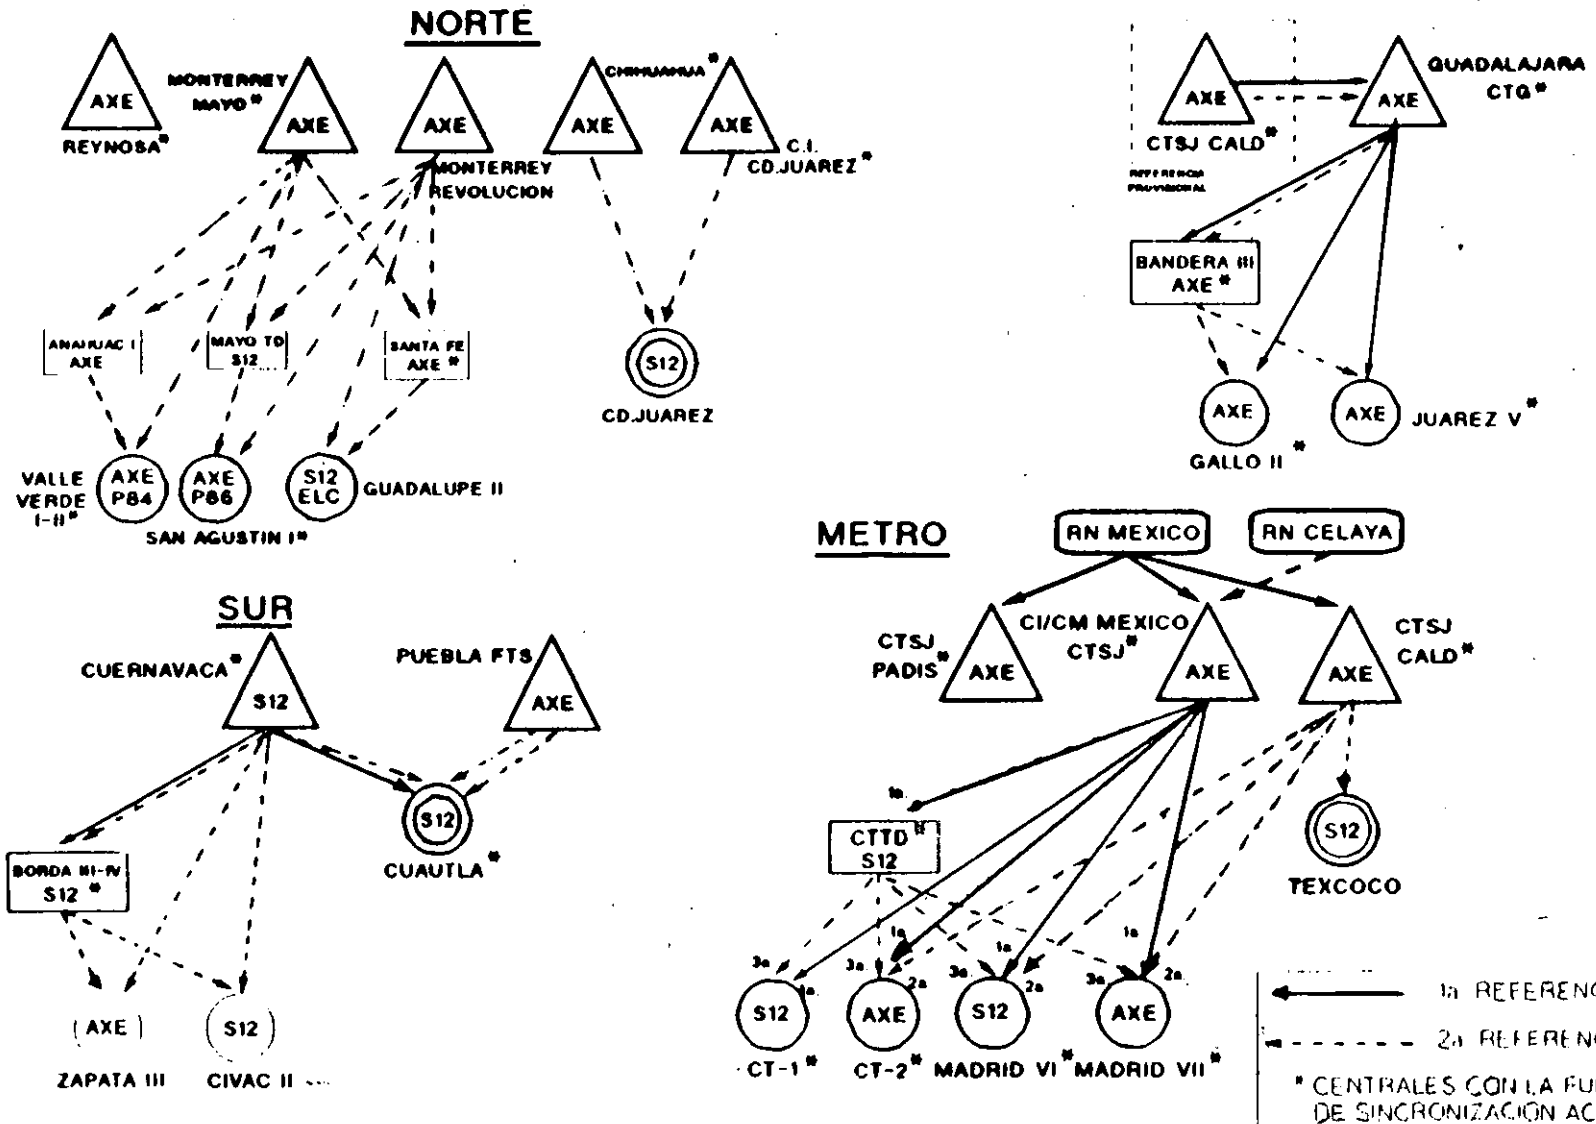 NORTE
AXE
REYNOSA*
MONTERREY
MAYO*
AXE
AXE
MONTERREY
REVOLUCION
CHIHUAHUA*
AXE
AXE
C.I.
CD.JUAREZ*
ANAHUAC I
AXE
MAYO TD
S12
SANTA FE
AXE *
S12
CD.JUAREZ
VALLE
VERDE
I-II*
AXE
P84
AXE
P86
SAN AGUSTIN I*
S12
ELC
GUADALUPE II
AXE
CTSJ CALD*
REFERENCIA
PROVISIONAL
AXE
GUADALAJARA
CTG*
BANDERA III
AXE *
AXE
GALLO II *
AXE
JUAREZ V*
SUR
CUERNAVACA*
S12
PUEBLA FTS
AXE
BORDA III-IV
S12 *
S12
CUAUTLA*
AXE
ZAPATA III
S12
CIVAC II
METRO
RN MEXICO
RN CELAYA
CTSJ
PADIS*
AXE
CI/CM MEXICO
CTSJ*
AXE
AXE
CTSJ
CALD*
1a.
CTTD*
S12
S12
TEXCOCO
3a.
1a.
S12
CT-1*
1a.
3a.
2a.
AXE
CT-2*
1a.
3a.
2a.
S12
MADRID VI*
1a.
3a.
2a.
AXE
MADRID VII*
1a REFEREN
2a REFEREN
* CENTRALES CON LA FU
DE SINCRONIZACIÓN AC